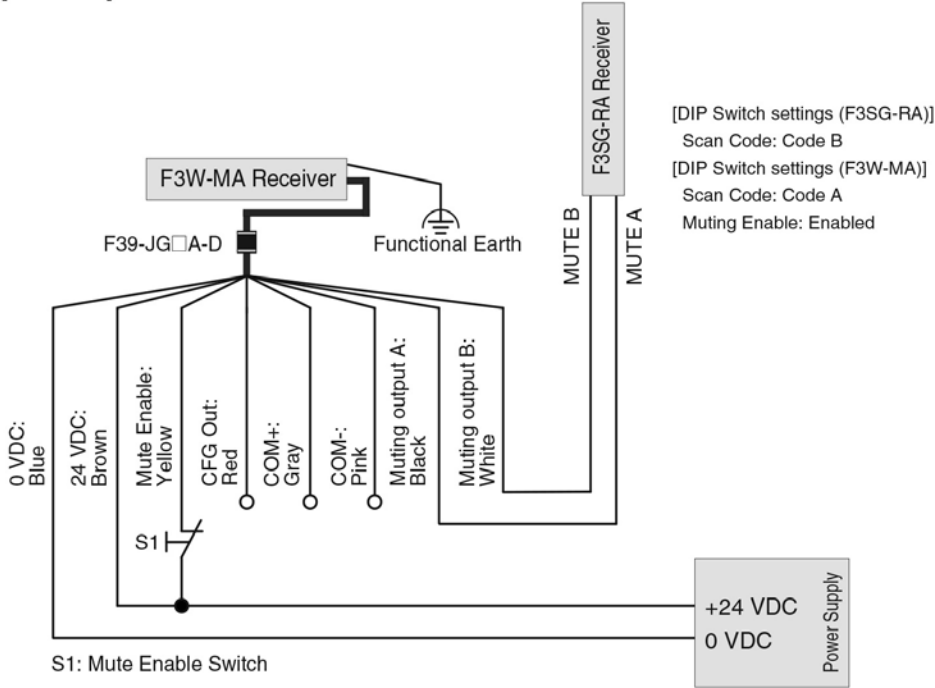 F3SG-RA Receiver
[DIP Switch settings (F3SG-RA)]
Scan Code: Code B
[DIP Switch settings (F3W-MA)]
Scan Code: Code A
Muting Enable: Enabled
F3W-MA Receiver
F39-JG□A-D
Functional Earth
MUTE B
MUTE A
0 VDC:
Blue
24 VDC:
Brown
Mute Enable:
Yellow
CFG Out:
Red
COM+:
Gray
COM-:
Pink
Muting output A:
Black
Muting output B:
White
S1
+24 VDC
0 VDC
Power Supply
S1: Mute Enable Switch